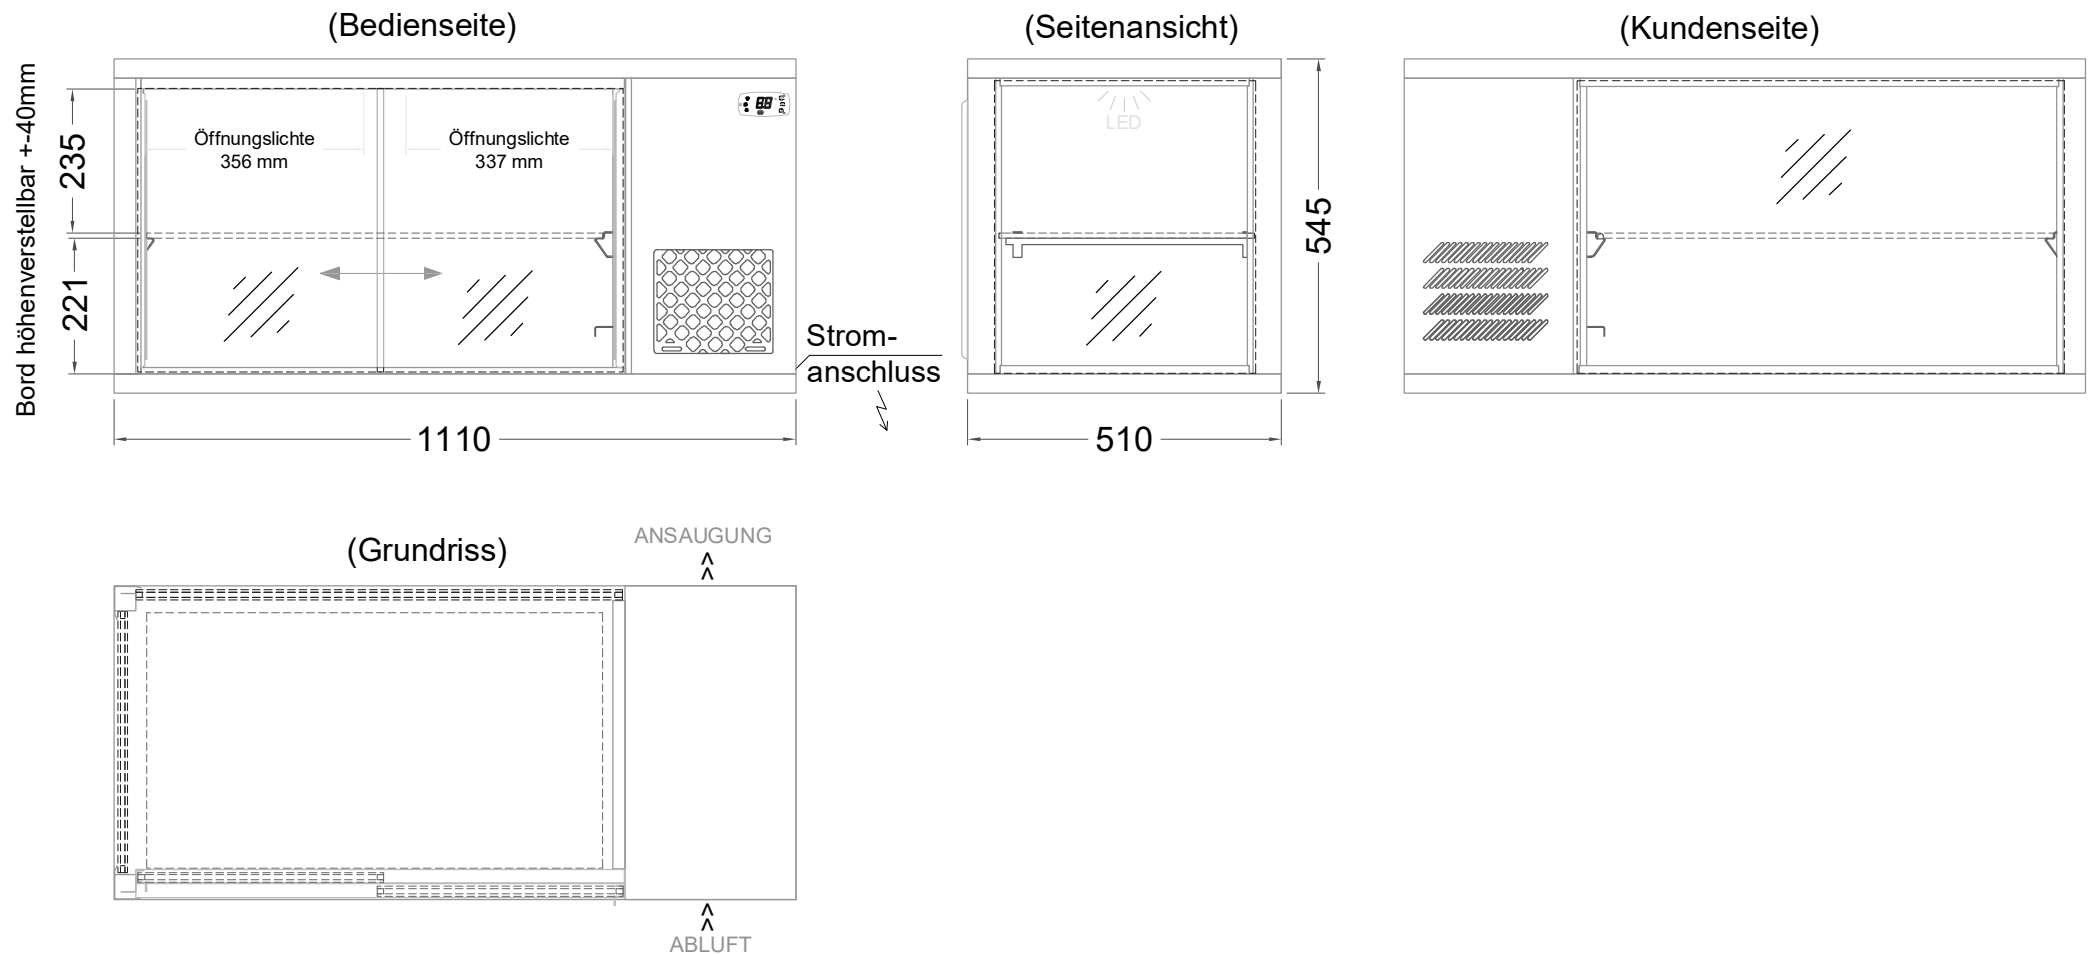 (Bedienseite)
(Seitenansicht)
(Kundenseite)
Bord höhenverstellbar +-40mm
235
221
Öffnungslichte
356 mm
Öffnungslichte
337 mm
LED
545
Strom-
anschluss
1110
510
(Grundriss)
ANSAUGUNG
ABLUFT